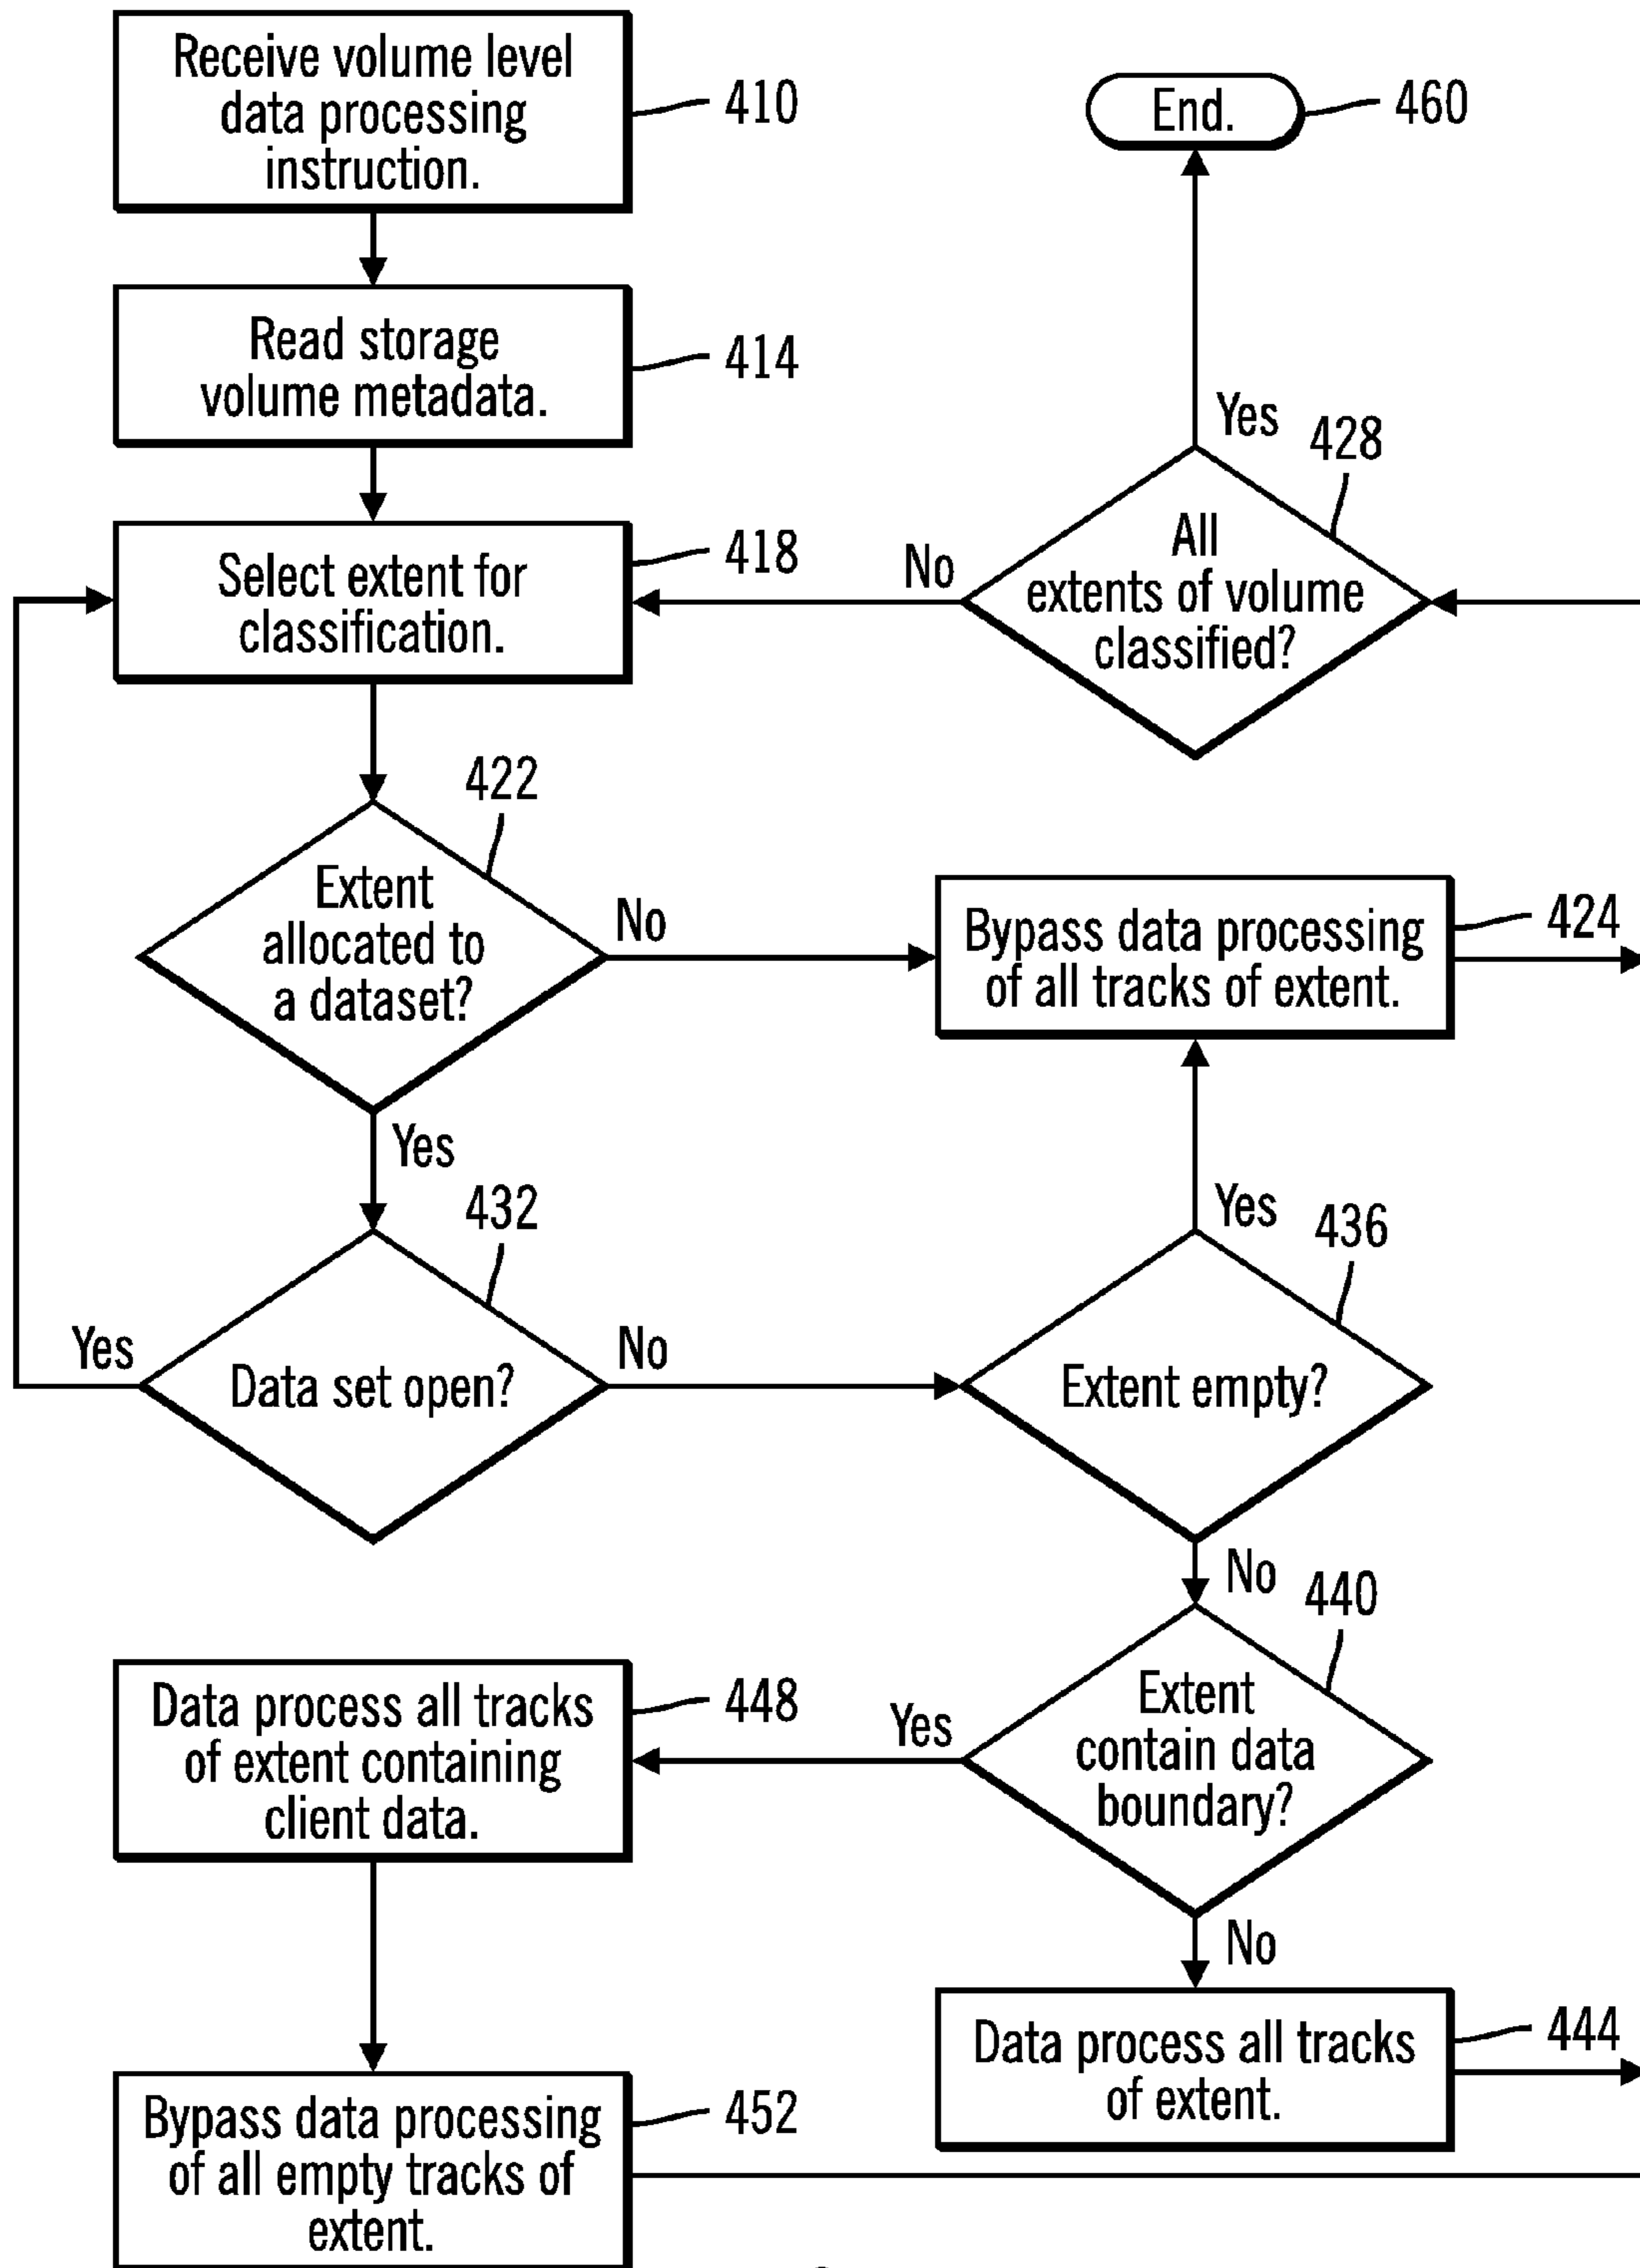 Receive volume level
data processing
instruction.
410
End.
460
Read storage
volume metadata.
414
Yes
428
All
extents of volume
classified?
No
Select extent for
classification.
418
422
Extent
allocated to
a dataset?
No
Bypass data processing
of all tracks of extent.
424
Yes
432
Data set open?
Yes
No
Yes
436
Extent empty?
No
440
Extent
contain data
boundary?
Yes
Data process all tracks
of extent containing
client data.
448
No
Data process all tracks
of extent.
444
Bypass data processing
of all empty tracks of
extent.
452